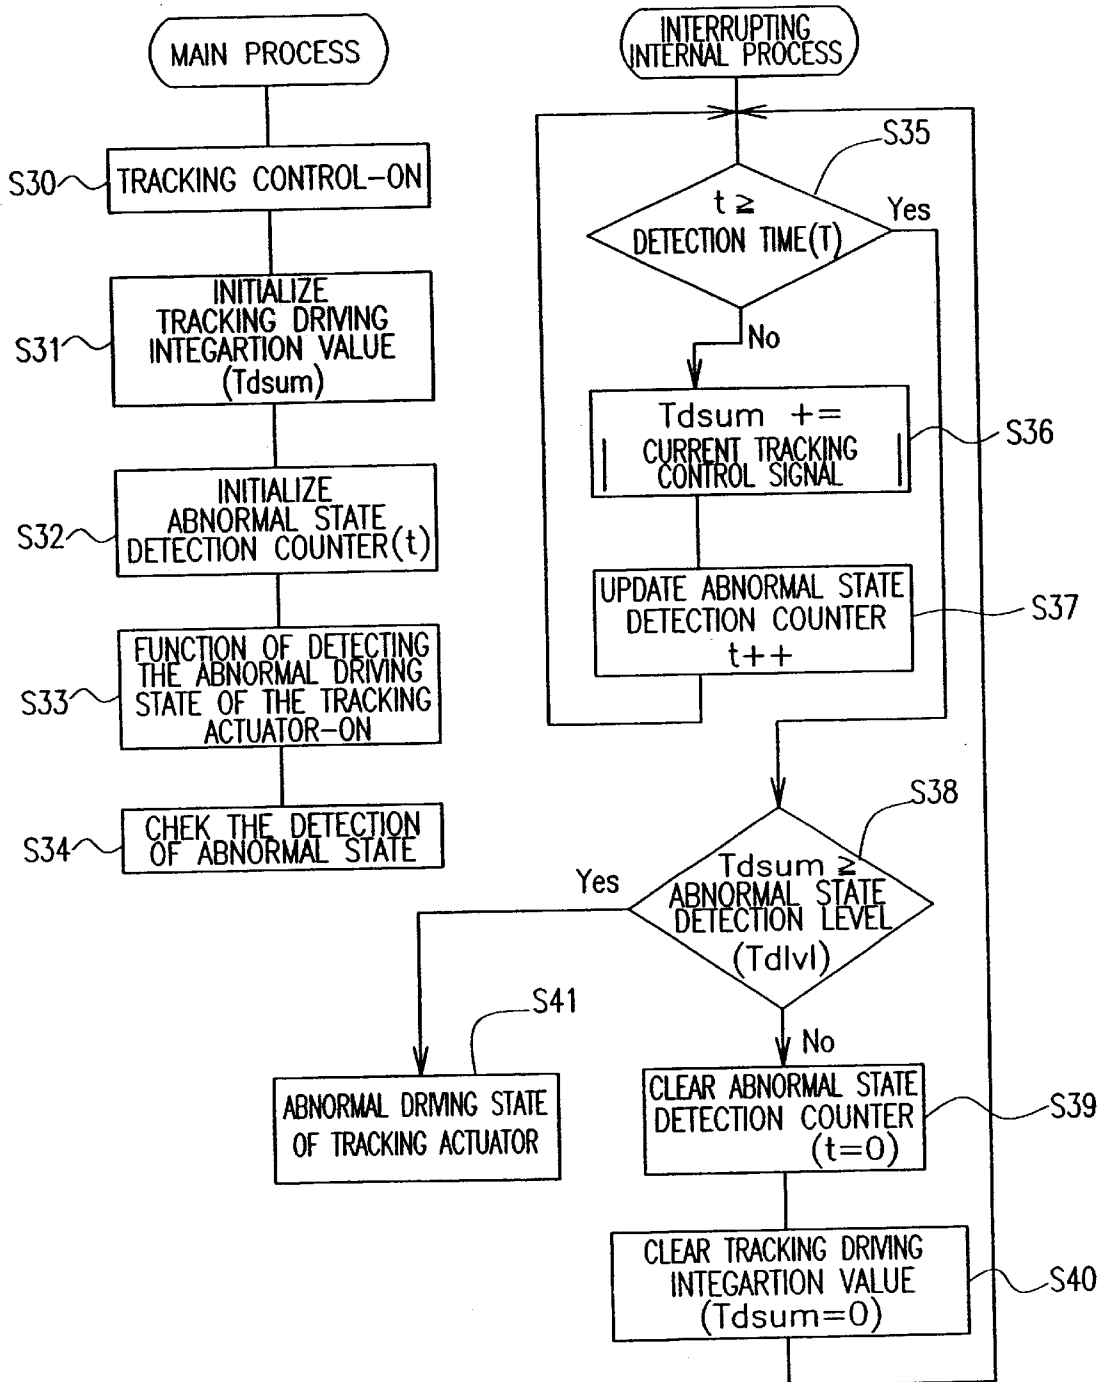 MAIN PROCESS
S30
TRACKING CONTROL-ON
S31
INITIALIZE
TRACKING DRIVING
INTEGARTION VALUE
(Tdsum)
S32
INITIALIZE
ABNORMAL STATE
DETECTION COUNTER(t)
S33
FUNCTION OF DETECTING
THE ABNORMAL DRIVING
STATE OF THE TRACKING
ACTUATOR-ON
S34
CHEK THE DETECTION
OF ABNORMAL STATE
INTERRUPTING
INTERNAL PROCESS
S35
t ≥
DETECTION TIME(T)
Yes
No
Tdsum +=
| CURRENT TRACKING
CONTROL SIGNAL |
S36
UPDATE ABNORMAL STATE
DETECTION COUNTER
t++
S37
S38
Tdsum ≥
ABNORMAL STATE
DETECTION LEVEL
(Tdlvl)
Yes
No
S41
ABNORMAL DRIVING STATE
OF TRACKING ACTUATOR
CLEAR ABNORMAL STATE
DETECTION COUNTER
(t=0)
S39
CLEAR TRACKING DRIVING
INTEGARTION VALUE
(Tdsum=0)
S40